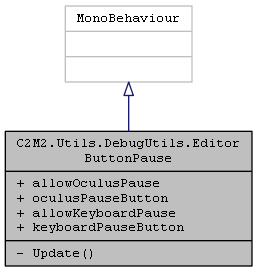 MonoBehaviour
C2M2.Utils.DebugUtils.Editor
ButtonPause
+ allowOculusPause
+ oculusPauseButton
+ allowKeyboardPause
+ keyboardPauseButton
- Update()